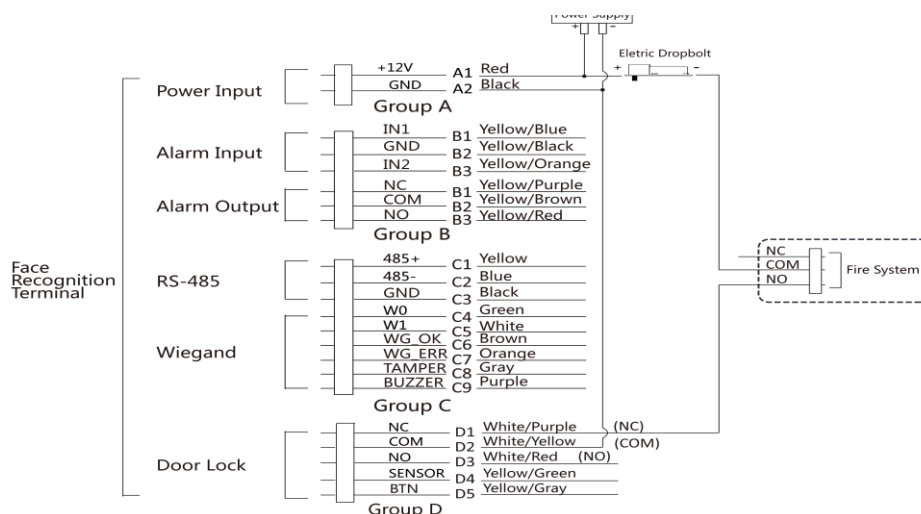 Power Supply
+ -
Eletric Dropbolt
+ -
Power Input
+12V A1 Red
GND A2 Black
Group A
Alarm Input
IN1 B1 Yellow/Blue
GND B2 Yellow/Black
IN2 B3 Yellow/Orange
Alarm Output
NC B1 Yellow/Purple
COM B2 Yellow/Brown
NO B3 Yellow/Red
Group B
Face
Recognition
Terminal
RS-485
485+ C1 Yellow
485- C2 Blue
GND C3 Black
Wiegand
W0 C4 Green
W1 C5 White
WG_OK C6 Brown
WG_ERR C7 Orange
TAMPER C8 Gray
BUZZER C9 Purple
Group C
Door Lock
NC D1 White/Purple (NC)
COM D2 White/Yellow (COM)
NO D3 White/Red (NO)
SENSOR D4 Yellow/Green
BTN D5 Yellow/Gray
Group D
NC
COM
NO
Fire System